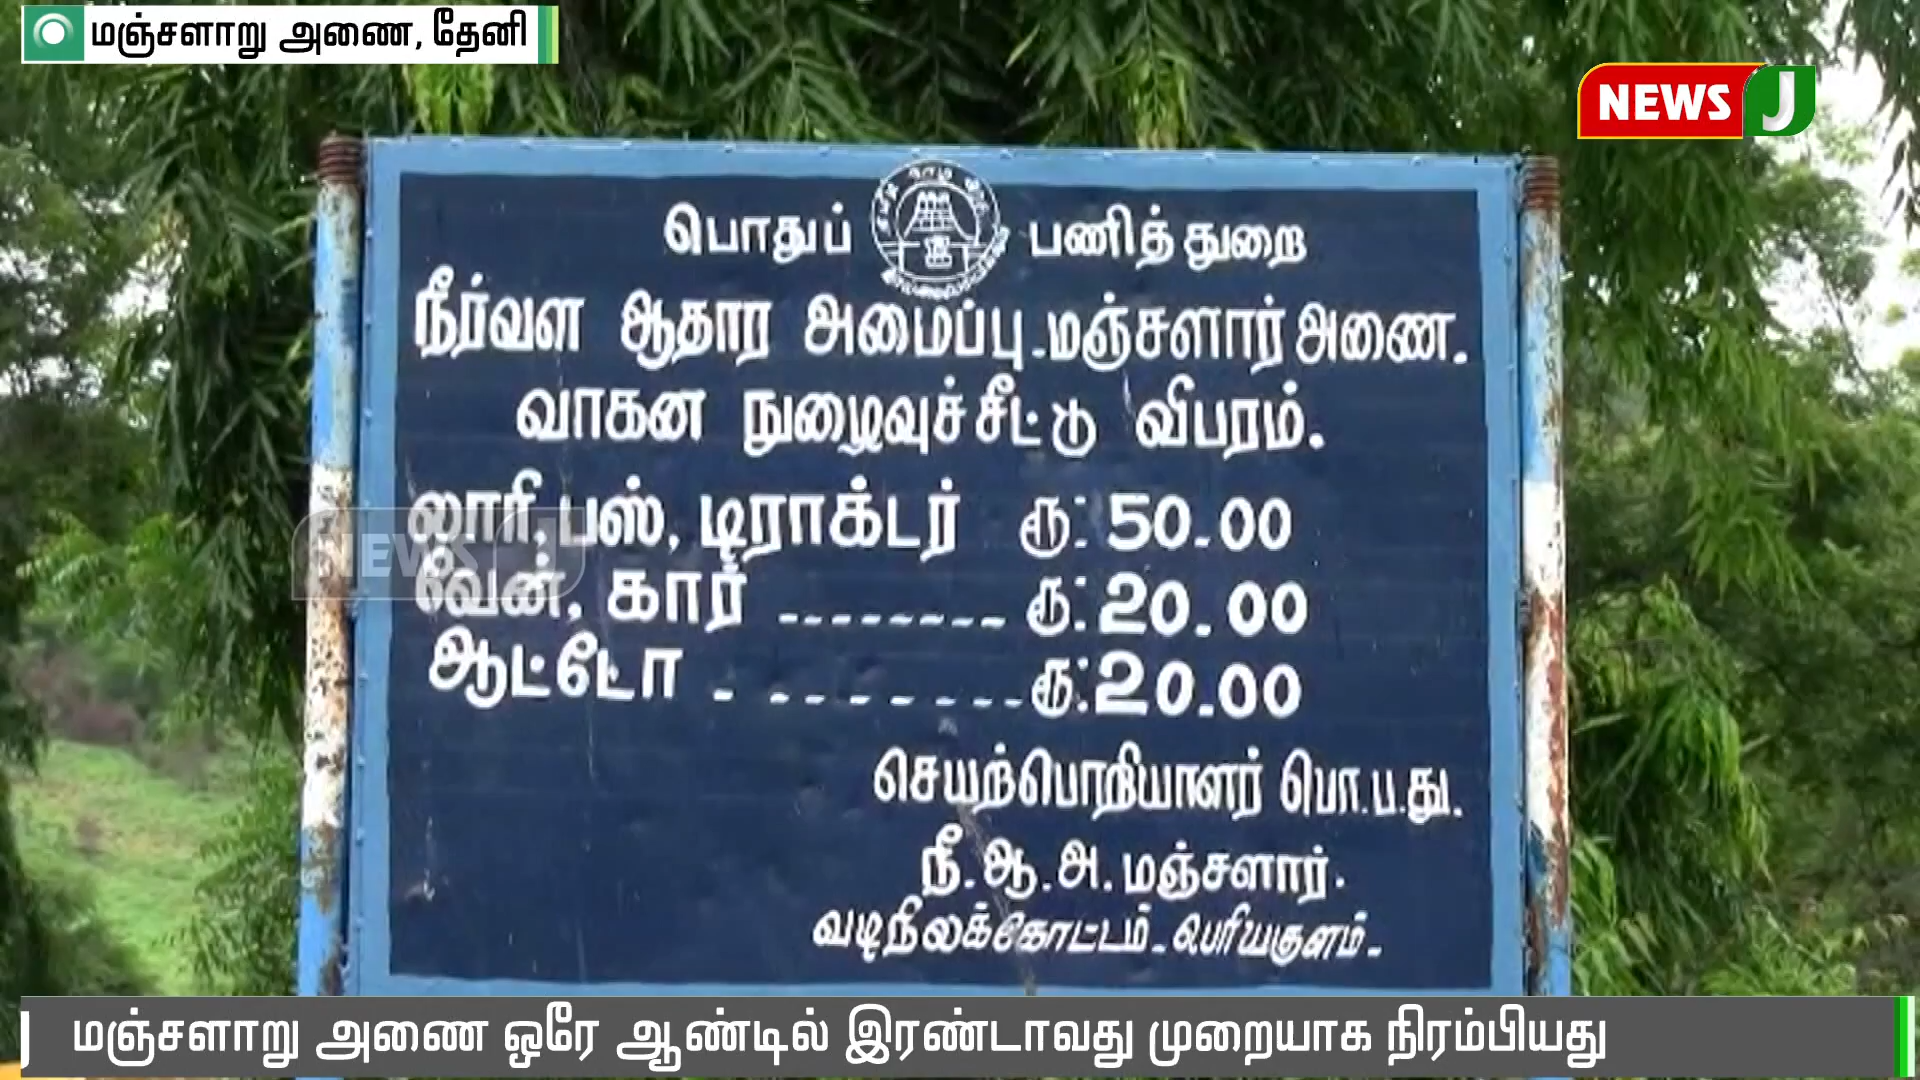 மஞ்சளாறு அணை, தேனி
NEWS J
பொதுப் பணித்துறை
நீர்வள ஆதார அமைப்பு-மஞ்சளார் அணை.
வாகன நுழைவுச்சீட்டு விபரம்.
லாரி, பஸ், டிராக்டர் ரூ: 50.00
வேன், கார் -------- ரூ: 20.00
ஆட்டோ - - - - - - - ரூ: 20.00
NEWS J
செயற்பொறியாளர் பொ.ப.து.
நீ.ஆ.அ. மஞ்சளார்.
வடிநிலக்கோட்டம்- பெரியகுளம்-
மஞ்சளாறு அணை ஒரே ஆண்டில் இரண்டாவது முறையாக நிரம்பியது